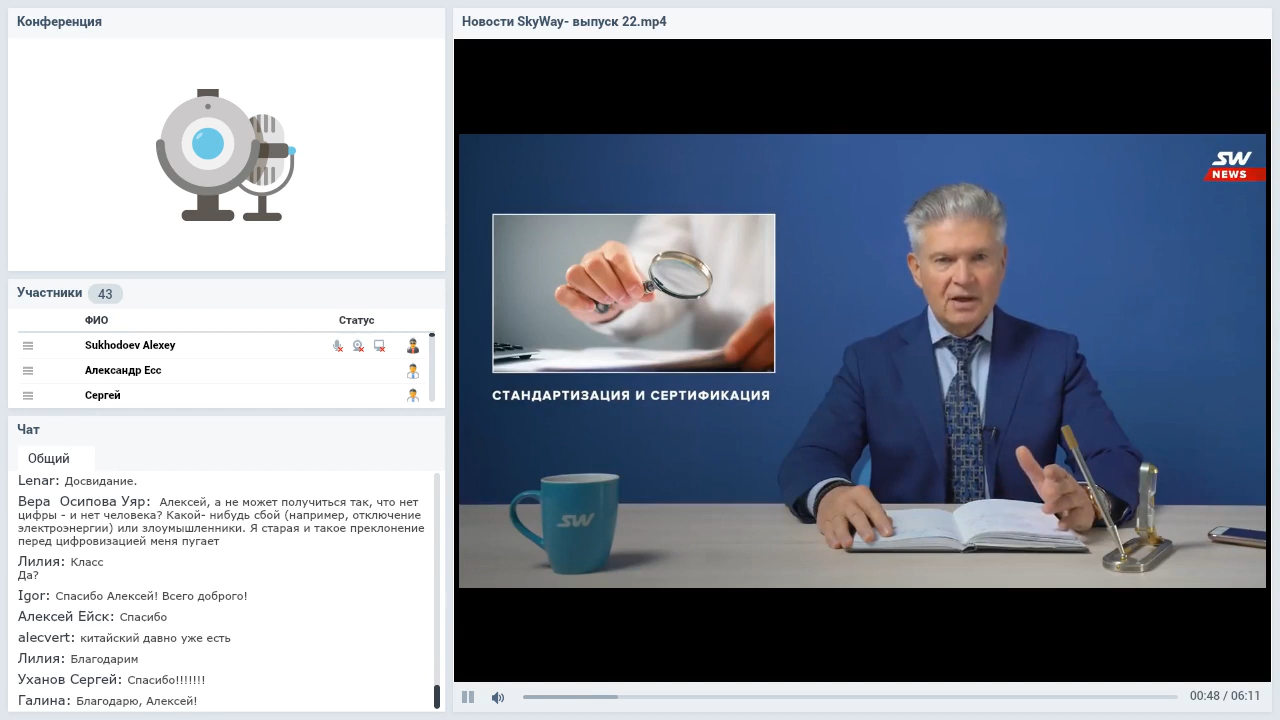 Конференция
Участники 43
ФИО Статус
Sukhodoev Alexey
Александр Есс
Сергей
Чат
Общий
Lenar: Досвидание.
Вера Осипова Уяр: Алексей, а не может получиться так, что нет
цифры - и нет человека? Какой- нибудь сбой (например, отключение
электроэнергии) или злоумышленники. Я старая и такое преклонение
перед цифровизацией меня пугает
Лилия: Класс
Да?
Igor: Спасибо Алексей! Всего доброго!
Алексей Ейск: Спасибо
alecvert: китайский давно уже есть
Лилия: Благодарим
Уханов Сергей: Спасибо!!!!!!!
Галина: Благодарю, Алексей!
Новости SkyWay- выпуск 22.mp4
SW
NEWS
СТАНДАРТИЗАЦИЯ И СЕРТИФИКАЦИЯ
SW
00:48 / 06:11